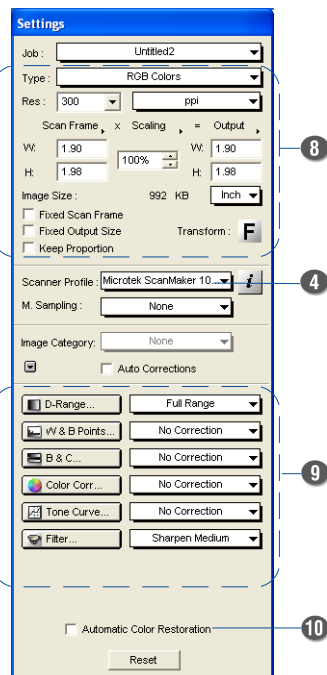 Settings
Job : Untitled2
Type : RGB Colors
Res : 300 ppi
Scan Frame x Scaling = Output
W: 1.90 100% W: 1.90
H: 1.98 H: 1.98
8
Image Size : 992 KB Inch
Fixed Scan Frame
Fixed Output Size Transform : F
Keep Proportion
Scanner Profile : Microtek ScanMaker 10... i
4
M. Sampling : None
Image Category: None
Auto Corrections
D-Range... Full Range
W & B Points... No Correction
B & C... No Correction
9
Color Corr... No Correction
Tone Curve... No Correction
Filter... Sharpen Medium
Automatic Color Restoration
10
Reset